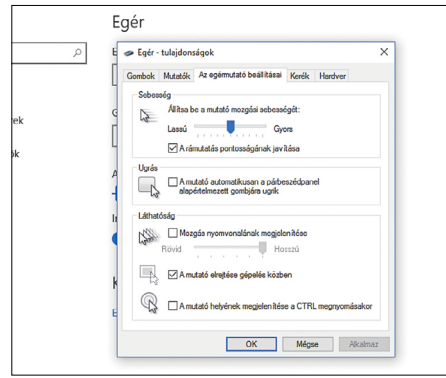 Egér
Egér - tulajdonságok
Gombok Mutatók Az egérmutató beállításai Kerék Hardver
Sebesség
Állítsa be a mutató mozgási sebességét:
Lassú Gyors
A rámutatás pontosságának javítása
Ugrás
A mutató automatikusan a párbeszédpanel
alapértelmezett gombjára ugrik
Láthatóság
Mozgás nyomvonalának megjelenítése
Rövid Hosszú
A mutató elrejtése gépelés közben
A mutató helyének megjelenítése a CTRL megnyomásakor
OK Mégse Alkalmaz